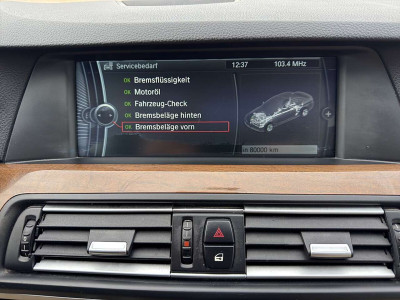 Servicebedarf 12:37 103.4 MHz
OK Bremsflüssigkeit
OK Motoröl
OK Fahrzeug-Check
OK Bremsbeläge hinten
OK Bremsbeläge vorn
80000 km